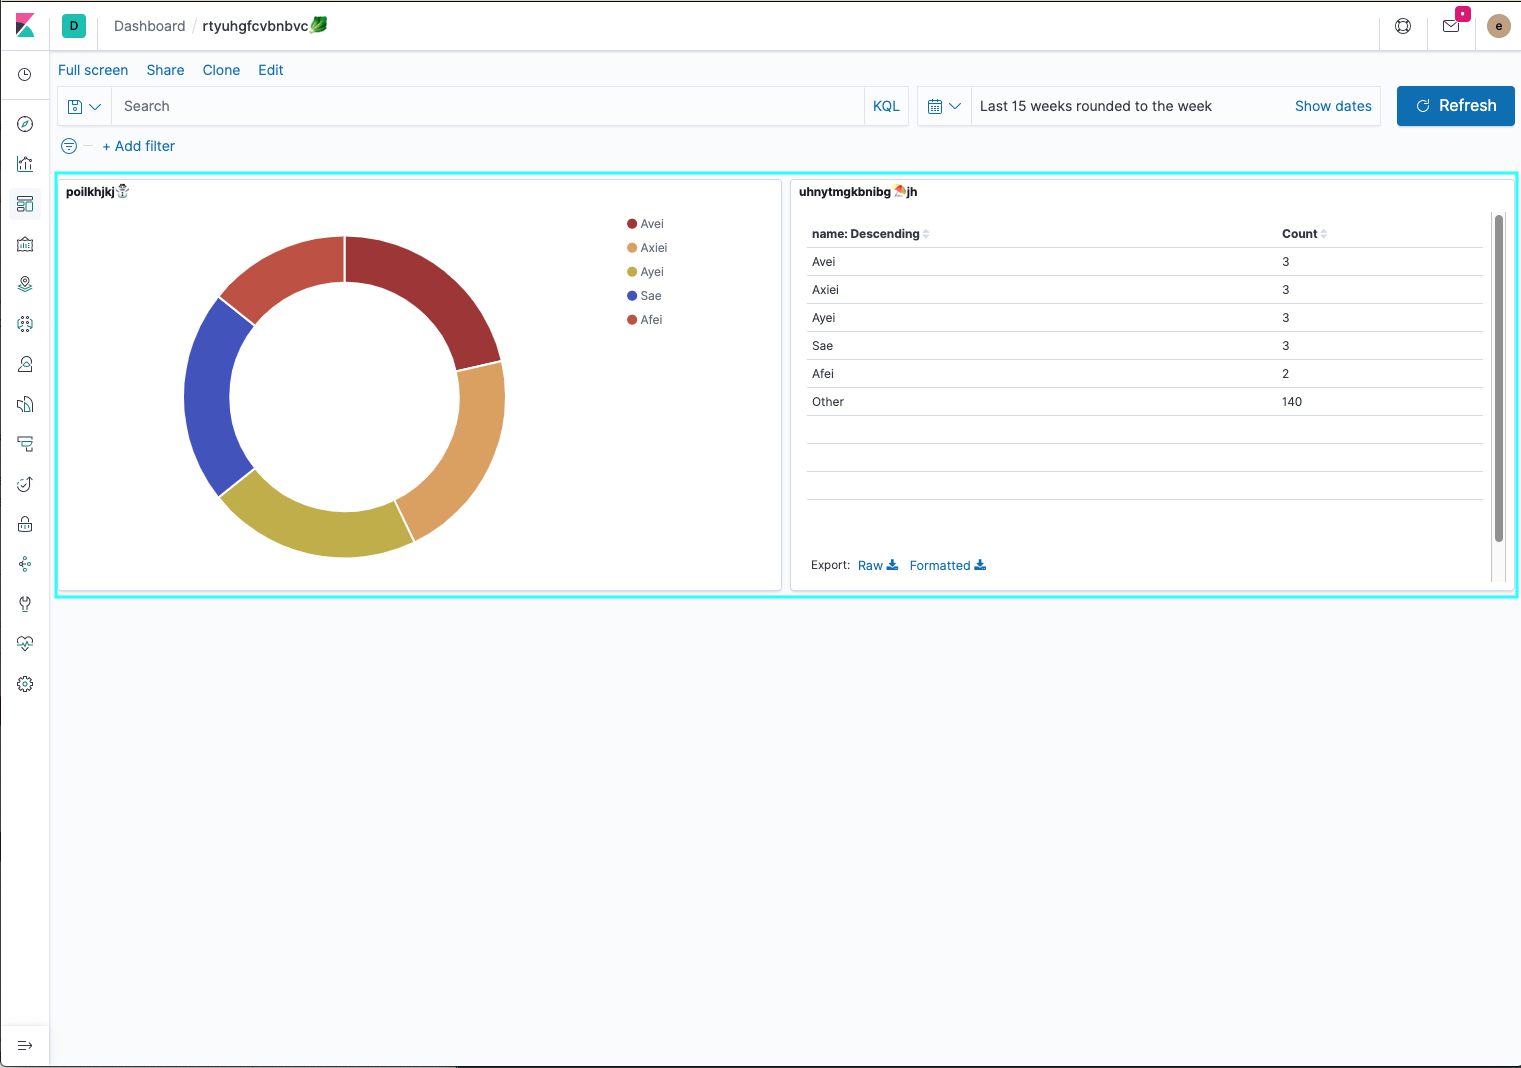 D Dashboard / rtyuhgfcvbnbvc🥬 e
Full screen Share Clone Edit
Search KQL Last 15 weeks rounded to the week Show dates Refresh
+ Add filter
poilkhjkj☃
Avei
Axiei
Ayei
Sae
Afei
uhnytmgkbnibg⛱jh
name: Descending Count
Avei 3
Axiei 3
Ayei 3
Sae 3
Afei 2
Other 140
Export: Raw Formatted